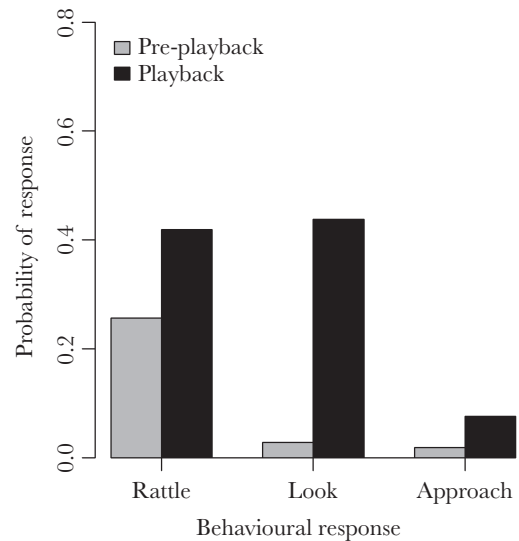 0.8
Pre-playback
Playback
0.6
Probability of response
0.4
0.2
0.0
Rattle Look Approach
Behavioural response